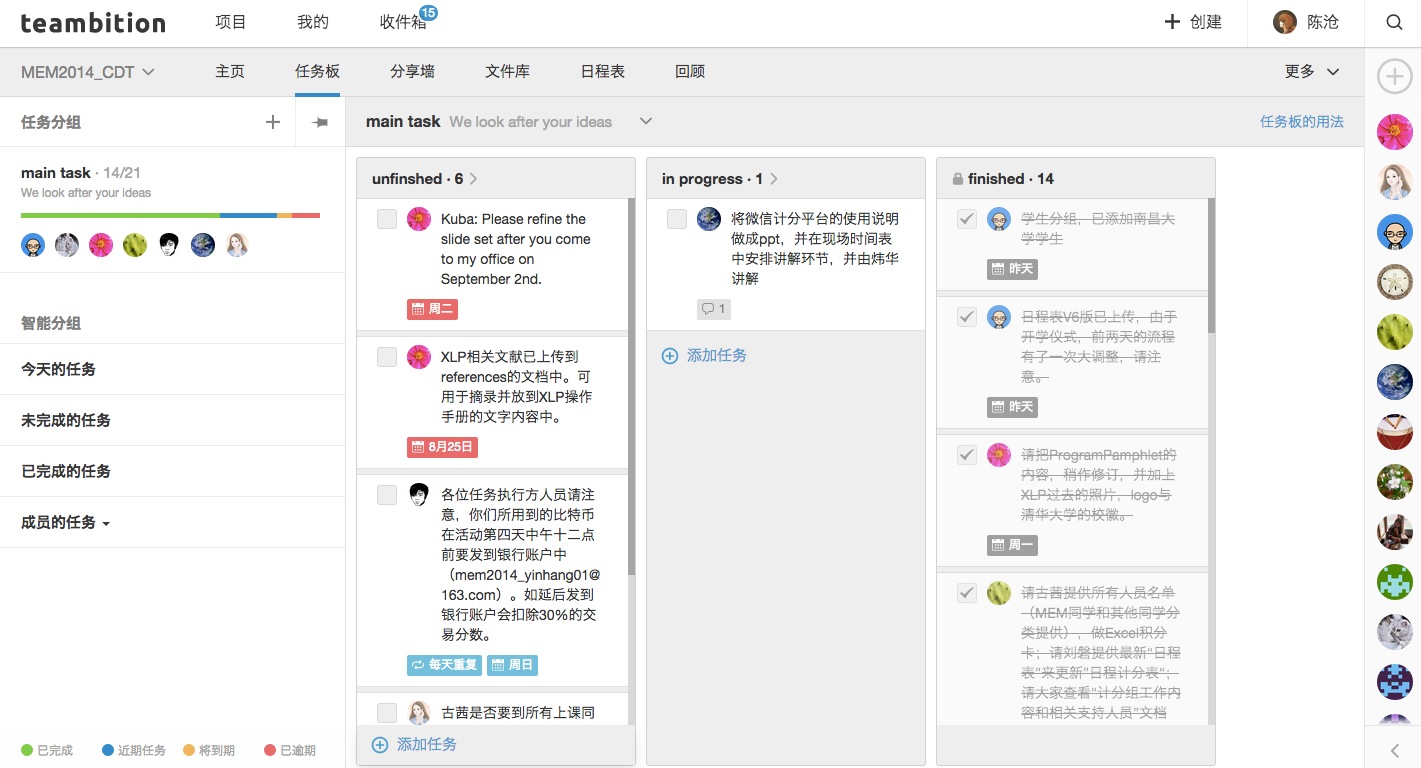 teambition
项目
我的
收件箱
15
创建
陈沧
MEM2014_CDT
主页
任务板
分享墙
文件库
日程表
回顾
更多
任务分组
main task We look after your ideas
任务板的用法
main task · 14/21
We look after your ideas
智能分组
今天的任务
未完成的任务
已完成的任务
成员的任务
已完成
近期任务
将到期
已逾期
unfinshed · 6
Kuba: Please refine the
slide set after you come
to my office on
September 2nd.
周二
XLP相关文献已上传到
references的文档中。可
用于摘录并放到XLP操作
手册的文字内容中。
8月25日
各位任务执行方人员请注
意，你们所用到的比特币
在活动第四天中午十二点
前要发到银行账户中
（mem2014_yinhang01@
163.com）。如延后发到
银行账户会扣除30%的交
易分数。
每天重复
周日
古茜是否要到所有上课同
添加任务
in progress · 1
将微信计分平台的使用说明
做成ppt，并在现场时间表
中安排讲解环节，并由炜华
讲解
1
添加任务
finished · 14
学生分组，已添加南昌大
学学生
昨天
日程表V6版已上传，由于
开学仪式，前两天的流程
有了一次大调整，请注
意。
昨天
请把ProgramPamphlet的
内容，稍作修订，并加上
XLP过去的照片，logo与
清华大学的校徽。
周一
请古茜提供所有人员名单
（MEM同学和其他同学分
类提供），做Excel积分
卡；请刘磐提供最新“日程
表”来更新”日程计分表“；
请大家查看“计分组工作内
容和相关支持人员”文档